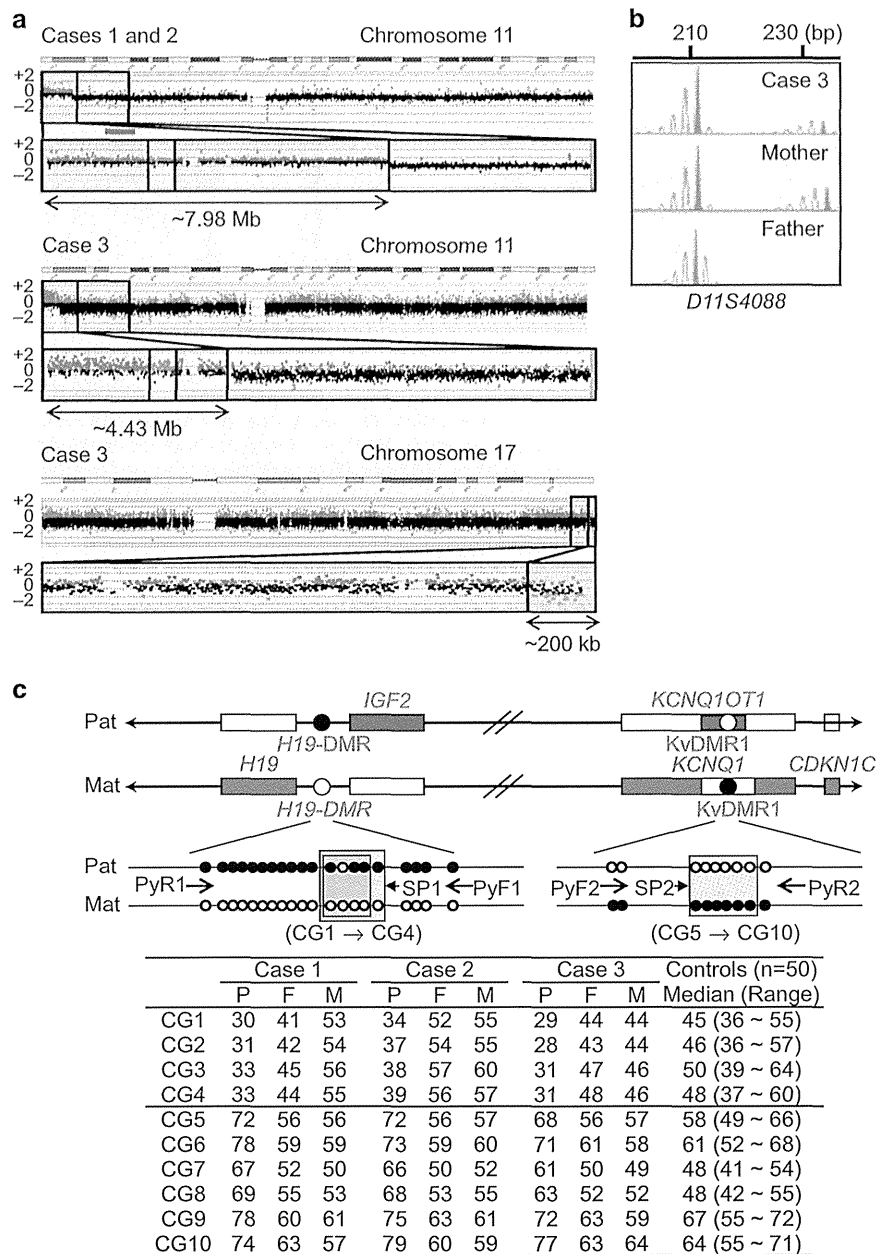 a
Cases 1 and 2 Chromosome 11
+2
0
−2
+2
0
−2
~7.98 Mb
Case 3 Chromosome 11
+2
0
−2
+2
0
−2
~4.43 Mb
Case 3 Chromosome 17
+2
0
−2
+2
0
−2
~200 kb
b
210 230 (bp)
Case 3
Mother
Father
D11S4088
c
IGF2 KCNQ1OT1
Pat
H19-DMR KvDMR1
H19 KCNQ1 CDKN1C
Mat
H19-DMR KvDMR1
Pat
PyR1 SP1 PyF1 PyF2 SP2 PyR2
Mat
(CG1 → CG4) (CG5 → CG10)
Case 1 Case 2 Case 3 Controls (n=50)
P F M P F M P F M Median (Range)
CG1 30 41 53 34 52 55 29 44 44 45 (36 ~ 55)
CG2 31 42 54 37 54 55 28 43 44 46 (36 ~ 57)
CG3 33 45 56 38 57 60 31 47 46 50 (39 ~ 64)
CG4 33 44 55 39 56 57 31 48 46 48 (37 ~ 60)
CG5 72 56 56 72 56 57 68 56 57 58 (49 ~ 66)
CG6 78 59 59 73 59 60 71 61 58 61 (52 ~ 68)
CG7 67 52 50 66 50 52 61 50 49 48 (41 ~ 54)
CG8 69 55 53 68 53 55 63 52 52 48 (42 ~ 55)
CG9 78 60 61 75 63 61 72 63 59 67 (55 ~ 72)
CG10 74 63 57 79 60 59 77 63 64 64 (55 ~ 71)